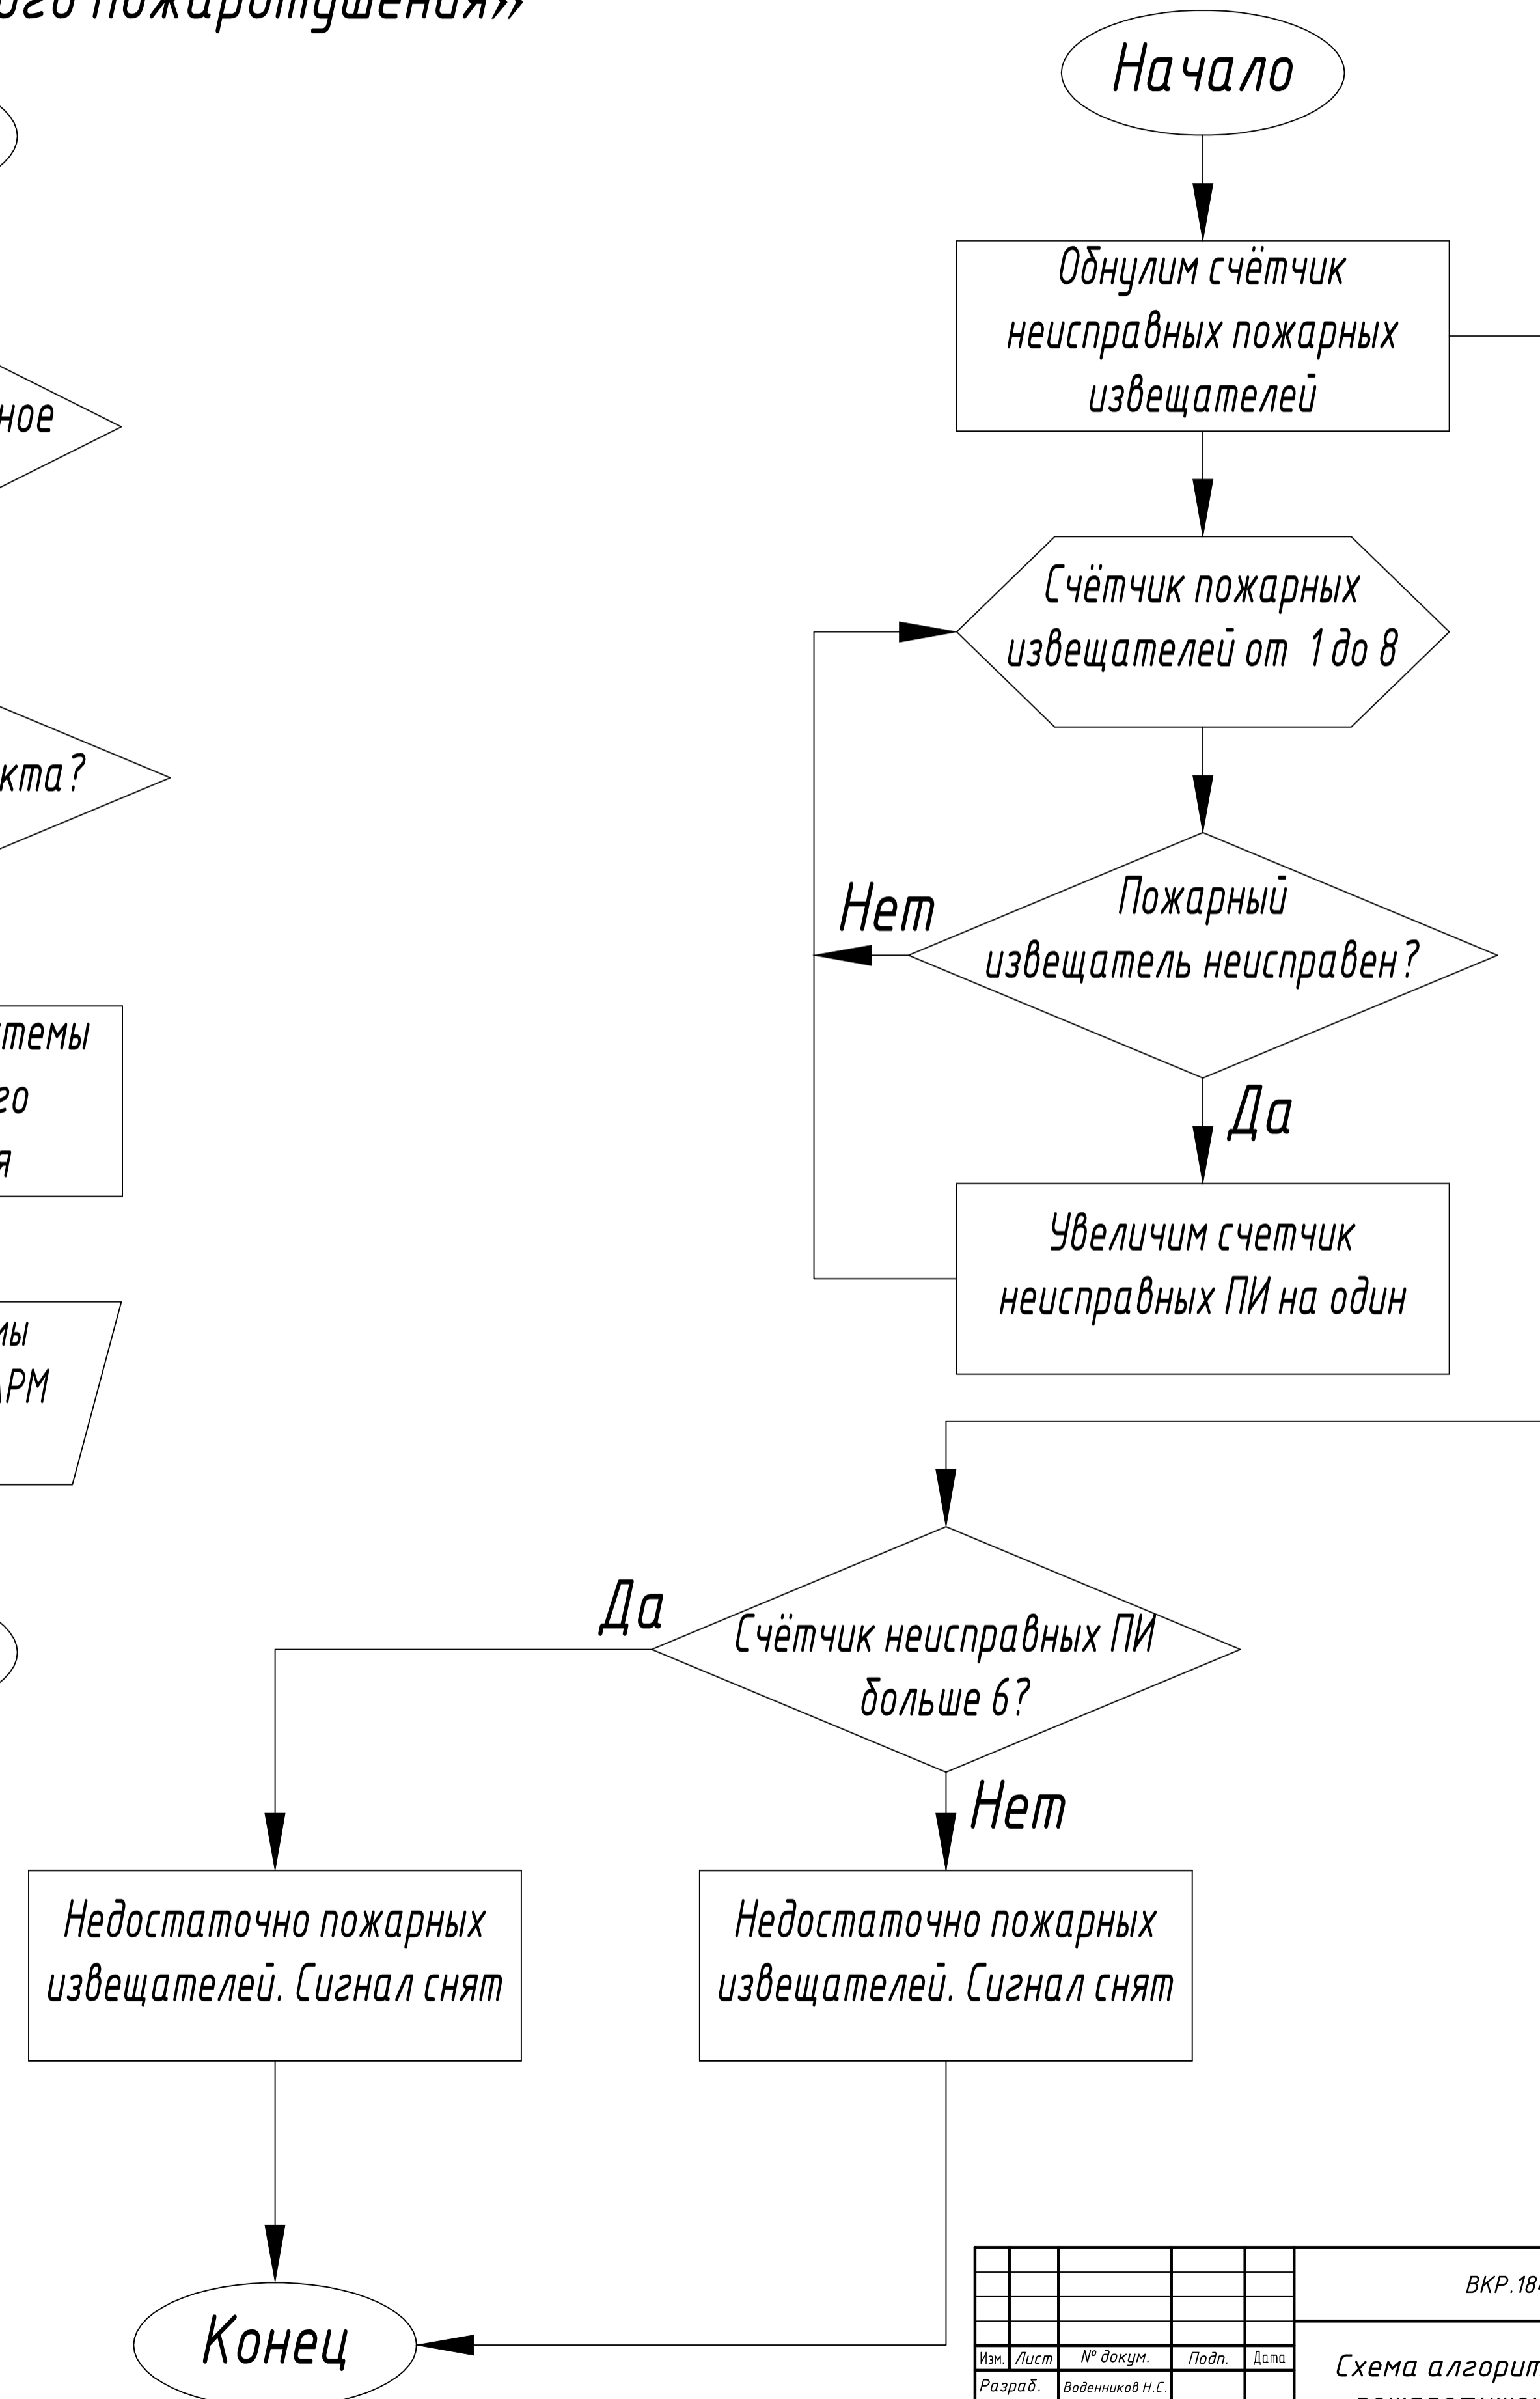 пожаротушения»
ное
кта?
го
я
мы
АРМ
Начало
Обнулим счётчик
неисправных пожарных
извещателей
Счётчик пожарных
извещателей от 1 до 8
Пожарный
извещатель неисправен?
Нет
Да
Увеличим счетчик
неисправных ПИ на один
Счётчик неисправных ПИ
больше 6?
Да
Нет
Недостаточно пожарных
извещателей. Сигнал снят
Недостаточно пожарных
извещателей. Сигнал снят
Конец
ВКР.18
Изм. Лист № докум. Подп. Дата
Разраб. Воденников Н.С.
Схема алгорит